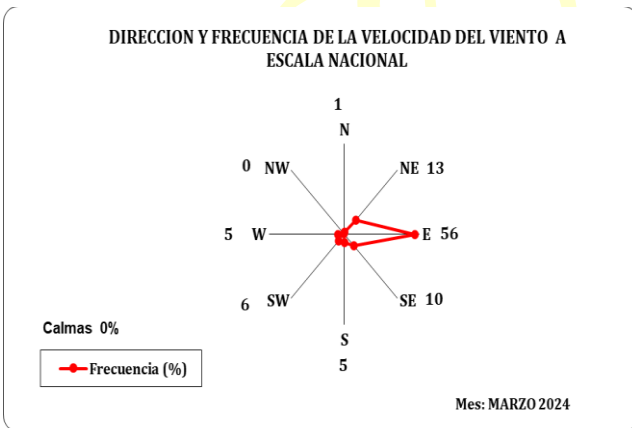 DIRECCION Y FRECUENCIA DE LA VELOCIDAD DEL VIENTO A
ESCALA NACIONAL
1
N
0 NW
NE 13
5 W
E 56
6 SW
SE 10
S
5
Calmas 0%
Frecuencia (%)
Mes: MARZO 2024